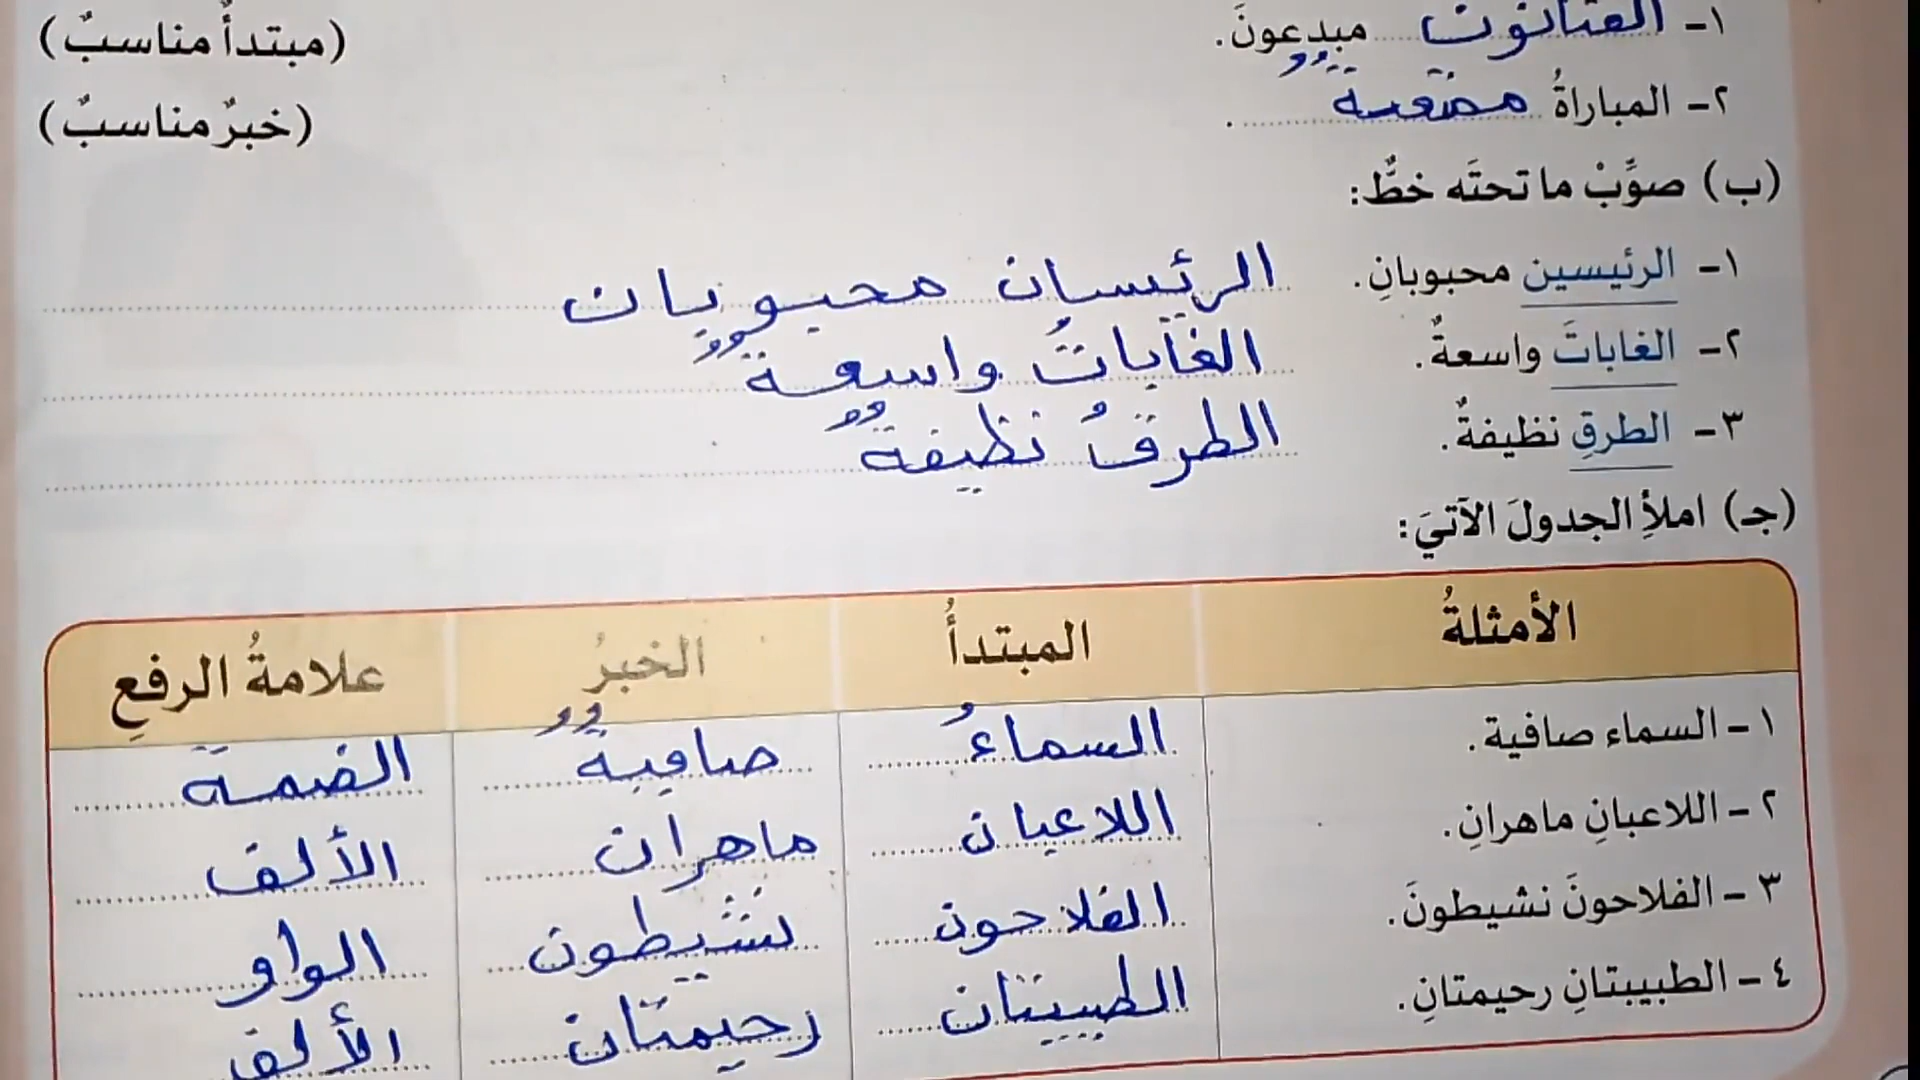 ١- الفنانون مبدعونَ. (مبتدأٌ مناسبٌ)
٢- المباراةُ ممتعةٌ. (خبرٌ مناسبٌ)
(ب) صوِّبْ ما تحتَه خطٌّ:
١- الرئيسين محبوبانِ. الرئيسان محبوبان
٢- الغاباتَ واسعةٌ. الغاباتُ واسعةٌ
٣- الطرقِ نظيفةٌ. الطرقُ نظيفةٌ
(جـ) املأِ الجدولَ الآتيَ:
الأمثلةُ المبتدأُ الخبرُ علامةُ الرفعِ
١- السماء صافية. السماءُ صافيةٌ الضمة
٢- اللاعبانِ ماهرانِ. اللاعبان ماهران الألف
٣- الفلاحونَ نشيطونَ. الفلاحون نشيطون الواو
٤- الطبيبتانِ رحيمتانِ. الطبيبتان رحيمتان الألف